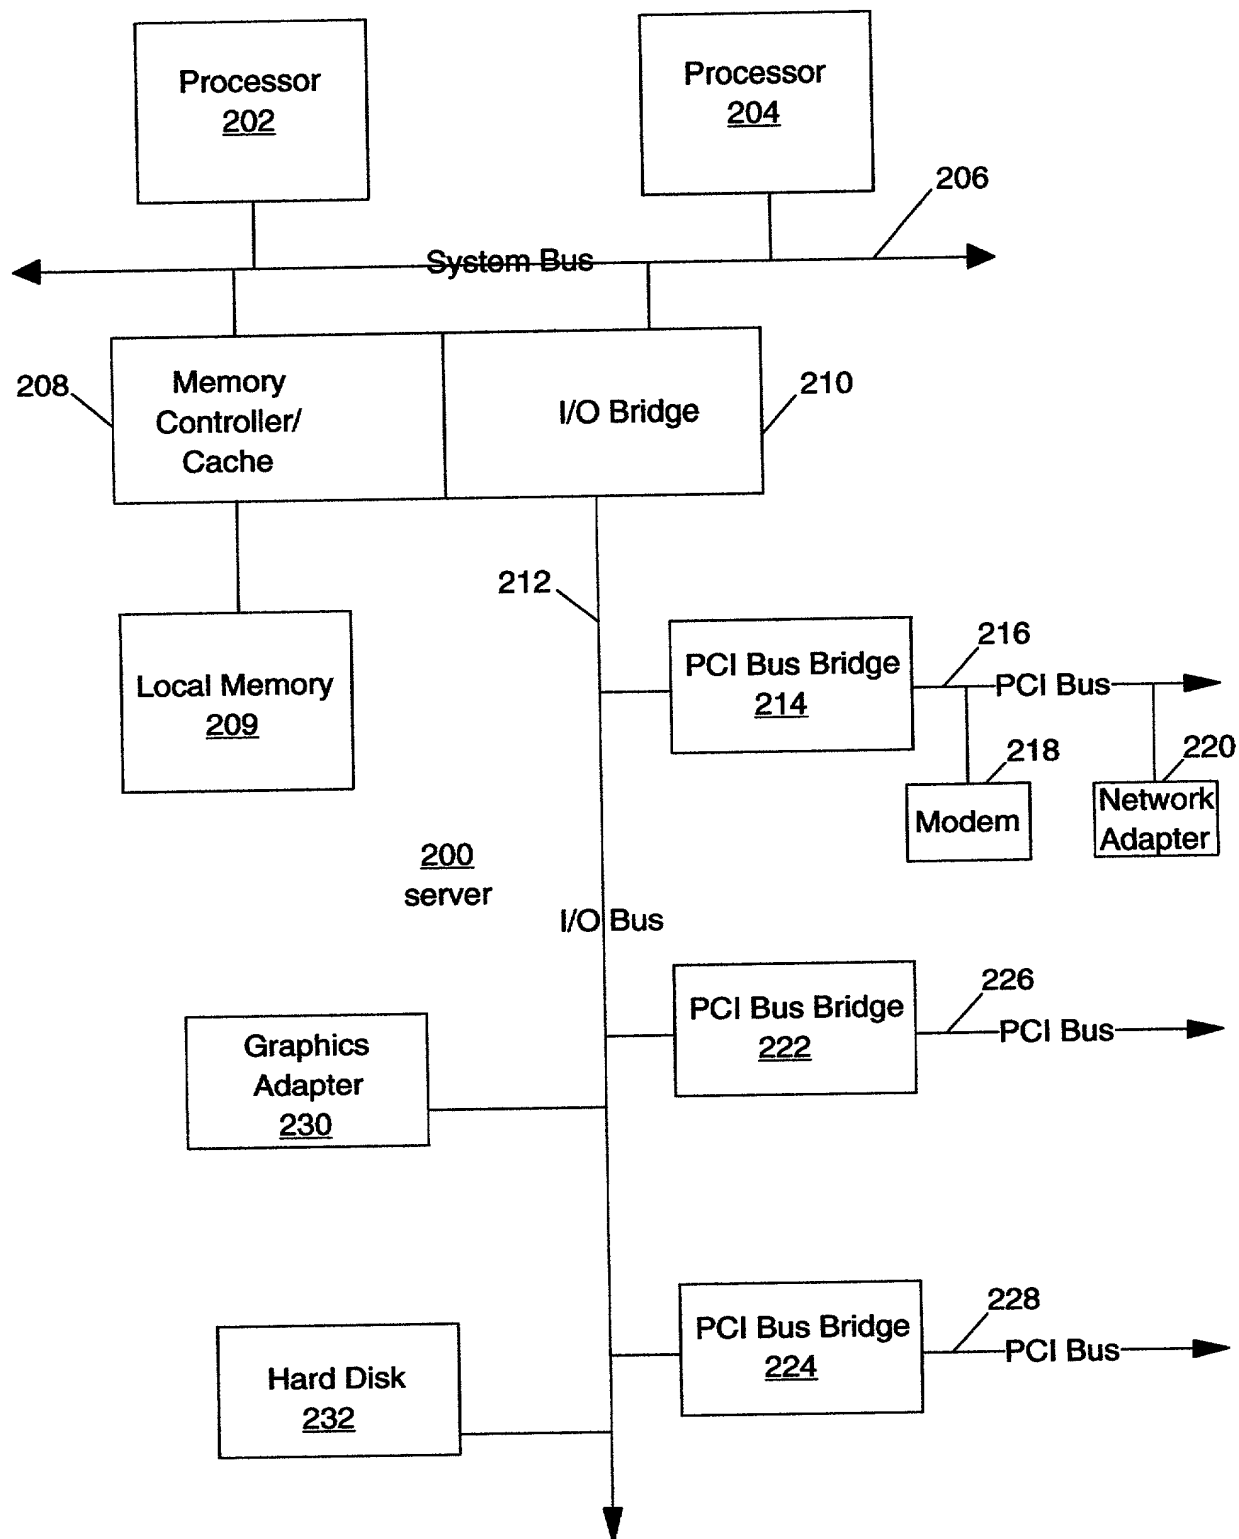 Processor
202
Processor
204
206
System Bus
208
Memory
Controller/
Cache
I/O Bridge
210
212
Local Memory
209
PCI Bus Bridge
214
216
PCI Bus
218
220
Modem
Network
Adapter
200
server
I/O Bus
PCI Bus Bridge
222
226
PCI Bus
Graphics
Adapter
230
PCI Bus Bridge
224
228
PCI Bus
Hard Disk
232